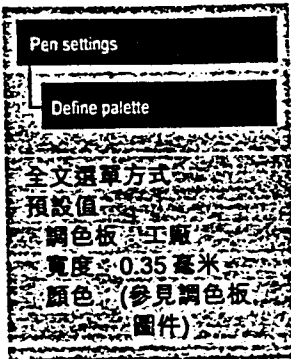 Pen settings
Define palette
全文選單方式
預設值
調色板 工廠
寬度 0.35 毫米
顏色 (參見調色板
圖件)